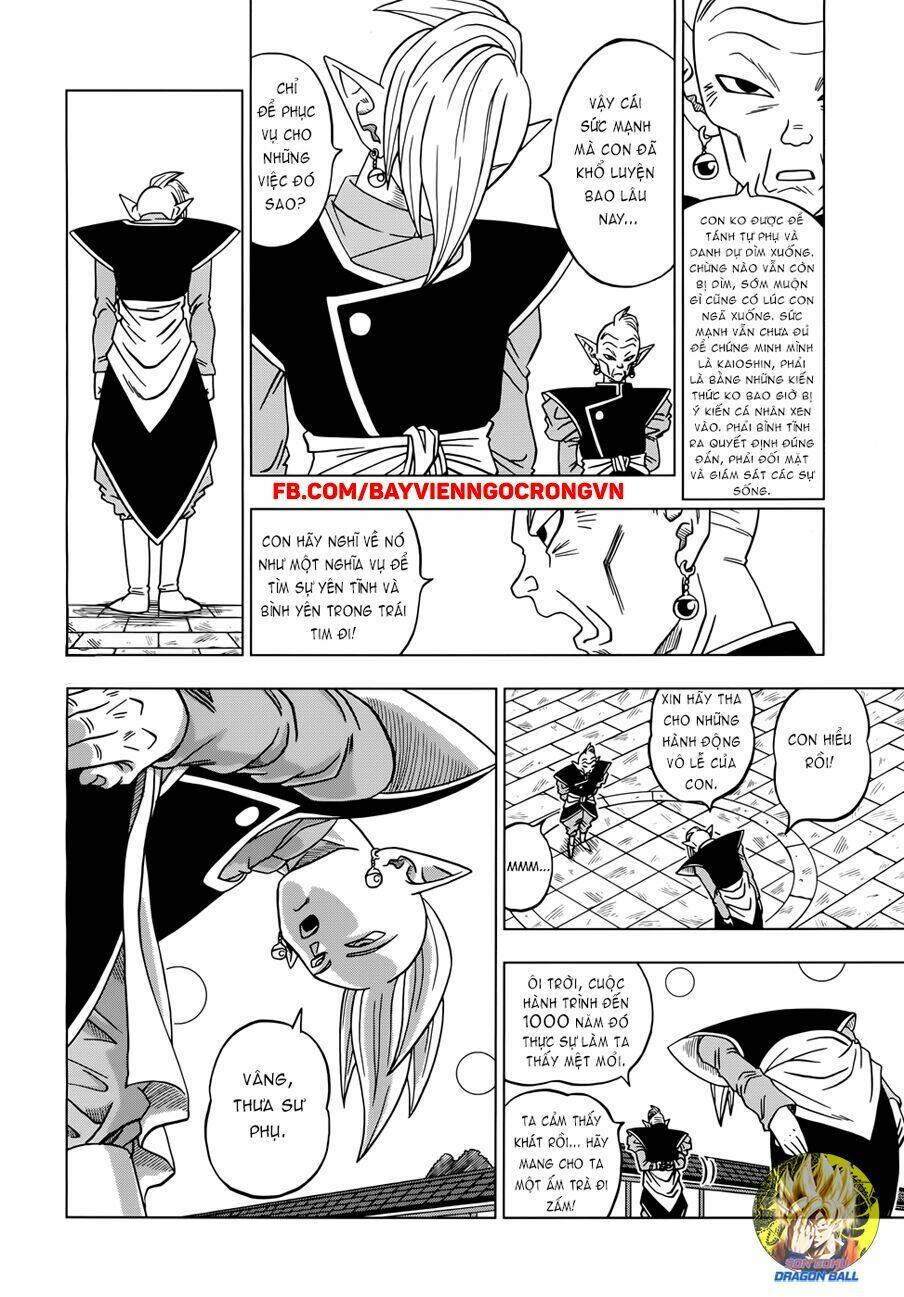 CHỈ
ĐỂ PHỤC
VỤ CHO
NHỮNG
VIỆC ĐÓ
SAO?
VẬY CÁI
SỨC MẠNH
MÀ CON ĐÃ
KHỔ LUYỆN
BAO LÂU
NAY...
CON KO ĐƯỢC ĐỂ
TÁNH TỰ PHỤ VÀ
DANH DỰ DÌM XUỐNG.
CHỪNG NÀO VẪN CÒN
BỊ DÌM, SỚM MUỘN
GÌ CŨNG CÓ LÚC CON
NGÃ XUỐNG. SỨC
MẠNH VẪN CHƯA ĐỦ
ĐỂ CHỨNG MINH MÌNH
LÀ KAIOSHIN, PHẢI
LÀ BẰNG NHỮNG KIẾN
THỨC KO BAO GIỜ BỊ
Ý KIẾN CÁ NHÂN XEN
VÀO. PHẢI BÌNH TĨNH
RA QUYẾT ĐỊNH ĐÚNG
ĐẮN, PHẢI ĐỐI MẶT
VÀ GIÁM SÁT CÁC SỰ
SỐNG.
FB.COM/BAYVIENNGOCRONGVN
CON HÃY NGHĨ VỀ NÓ
NHƯ MỘT NGHĨA VỤ ĐỂ
TÌM SỰ YÊN TĨNH VÀ
BÌNH YÊN TRONG TRÁI
TIM ĐI!
XIN HÃY THA
CHO NHỮNG
HÀNH ĐỘNG
VÔ LỄ CỦA
CON.
CON HIỂU
RỒI!
MMM...
VÂNG,
THƯA SƯ
PHỤ.
ÔI TRỜI, CUỘC
HÀNH TRÌNH ĐẾN
1000 NĂM ĐÓ
THỰC SỰ LÀM TA
THẤY MỆT MỎI.
TA CẢM THẤY
KHÁT RỒI... HÃY
MANG CHO TA
MỘT ẤM TRÀ ĐI
ZẤM!
SON GOKU
DRAGON BALL